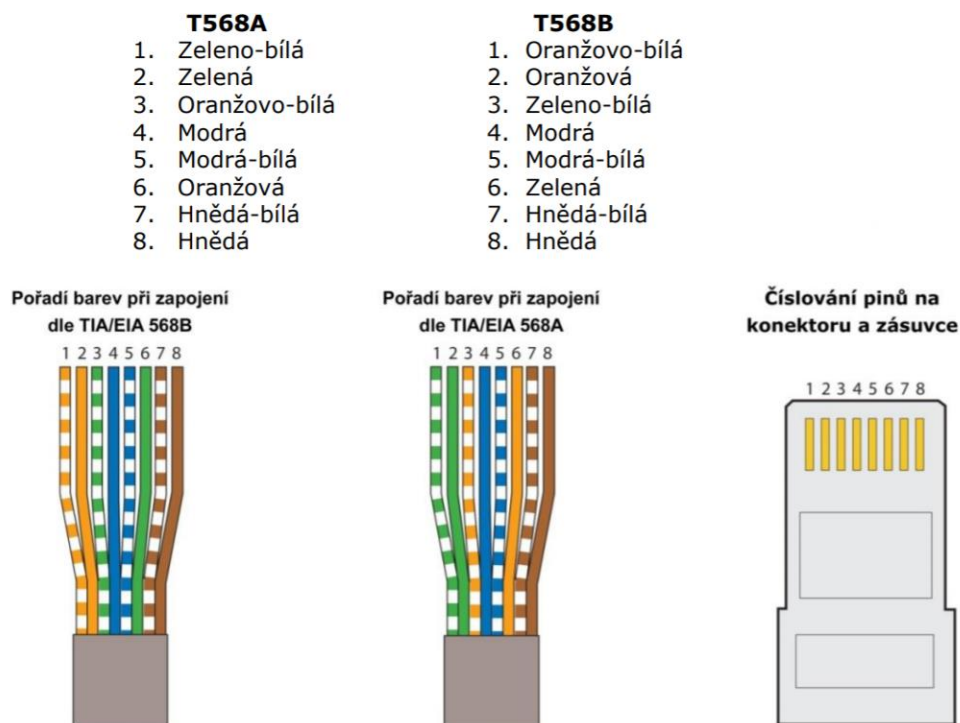 T568A
1. Zeleno-bílá
2. Zelená
3. Oranžovo-bílá
4. Modrá
5. Modrá-bílá
6. Oranžová
7. Hnědá-bílá
8. Hnědá
T568B
1. Oranžovo-bílá
2. Oranžová
3. Zeleno-bílá
4. Modrá
5. Modrá-bílá
6. Zelená
7. Hnědá-bílá
8. Hnědá
Pořadí barev při zapojení
dle TIA/EIA 568B
1 2 3 4 5 6 7 8
Pořadí barev při zapojení
dle TIA/EIA 568A
1 2 3 4 5 6 7 8
Číslování pinů na
konektoru a zásuvce
1 2 3 4 5 6 7 8